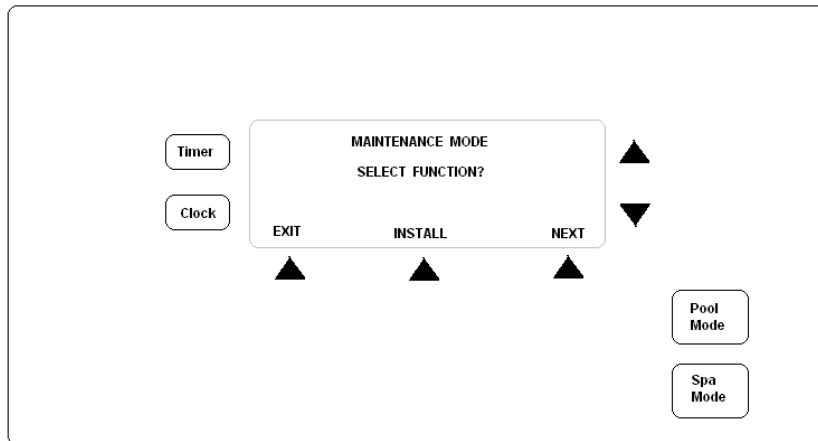 Timer
MAINTENANCE MODE
SELECT FUNCTION?
Clock
EXIT INSTALL NEXT
Pool
Mode
Spa
Mode